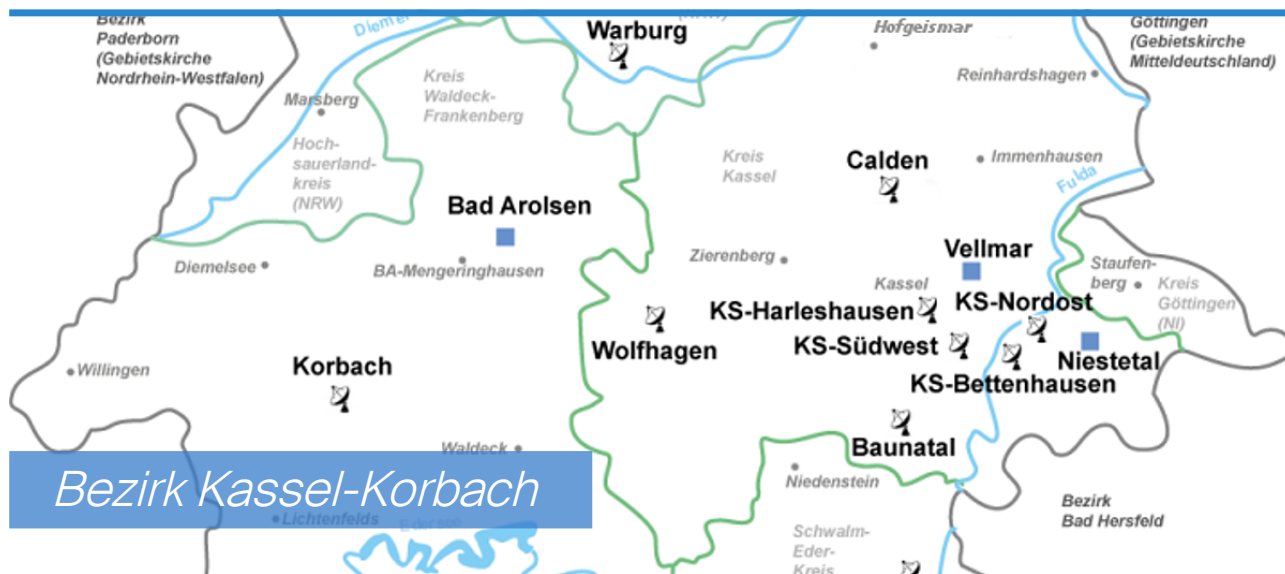 Bezirk
Paderborn
(Gebietskirche
Nordrhein-Westfalen)
Diemel
Warburg
(NRW)
Hofgeismar
Göttingen
(Gebietskirche
Mitteldeutschland)
Reinhardshagen
Kreis
Waldeck-
Frankenberg
Marsberg
Hoch-
sauerland-
kreis
(NRW)
Kreis
Kassel
Calden
Immenhausen
Fulda
Bad Arolsen
Diemelsee
BA-Mengeringhausen
Zierenberg
Vellmar
Staufen-
berg
Kreis
Göttingen
(NI)
Kassel
KS-Harleshausen
KS-Nordost
Wolfhagen
KS-Südwest
Niestetal
KS-Bettenhausen
Willingen
Korbach
Baunatal
Waldeck
Niedenstein
Bezirk Kassel-Korbach
Lichtenfelds
Edersee
Bezirk
Bad Hersfeld
Schwalm-
Eder-
Kreis